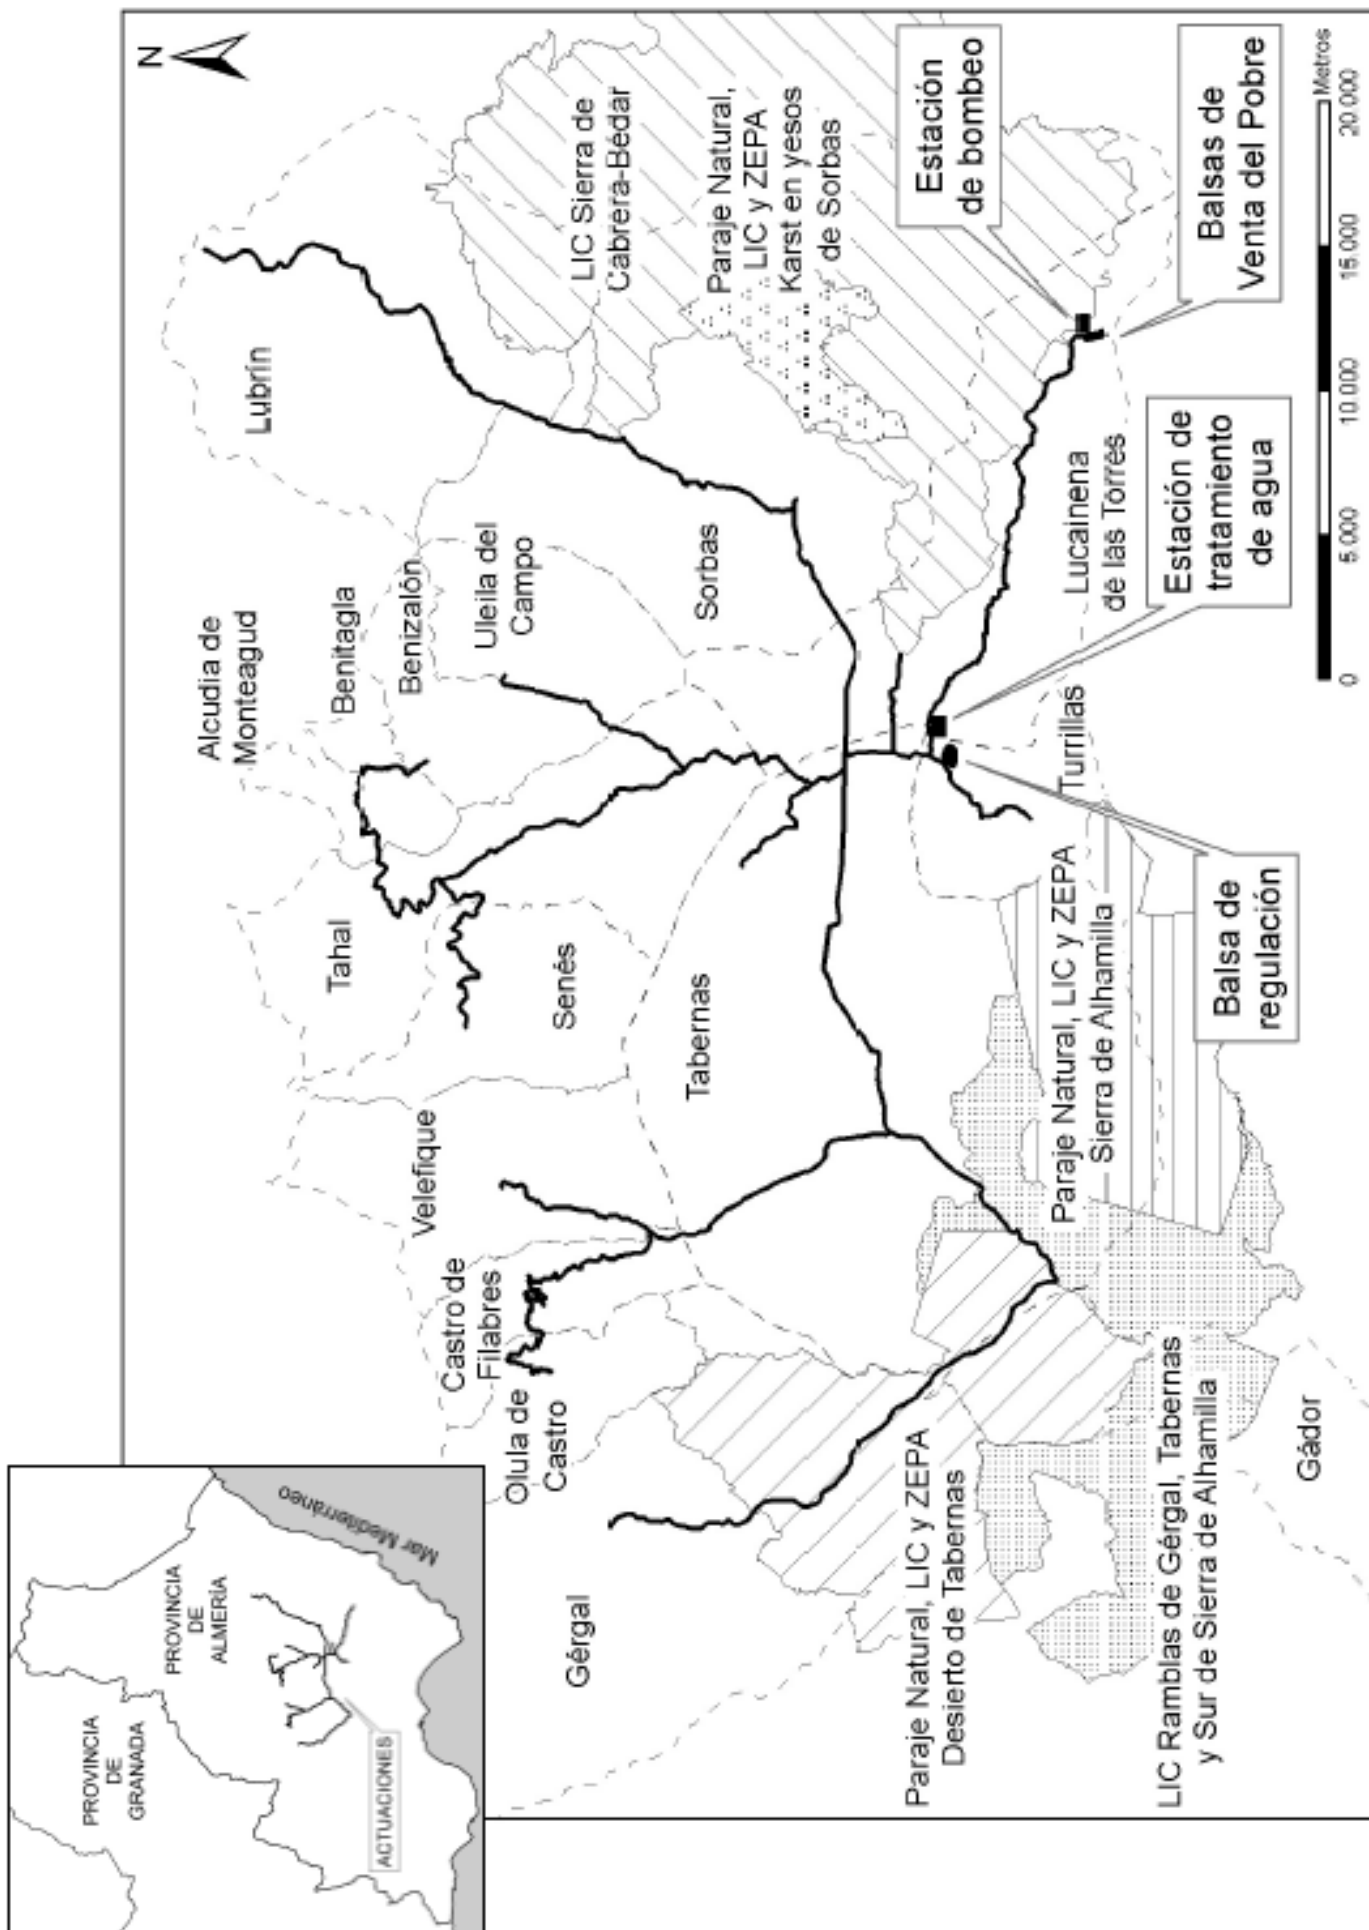 PROVINCIA
DE
GRANADA
PROVINCIA
DE
ALMERÍA
Mar Mediterráneo
ACTUACIONES
N
Lubrín
Alcudia de
Monteagud
Benitagla
Benizalón
Uleila del
Campo
Tahal
Senés
Velefique
Castro de
Filabres
Olula de
Castro
Gérgal
Tabernas
Sorbas
LIC Sierra de
Cabrera-Bédar
Paraje Natural,
LIC y ZEPA
Karst en yesos
de Sorbas
Estación
de bombeo
Balsas de
Venta del Pobre
Lucainena
de las Torres
Estación de
tratamiento
de agua
Turrillas
Balsa de
regulación
Paraje Natural, LIC y ZEPA
Sierra de Alhamilla
Paraje Natural, LIC y ZEPA
Desierto de Tabernas
LIC Ramblas de Gérgal, Tabernas
y Sur de Sierra de Alhamilla
Gádor
Metros
0 5.000 10.000 15.000 20.000